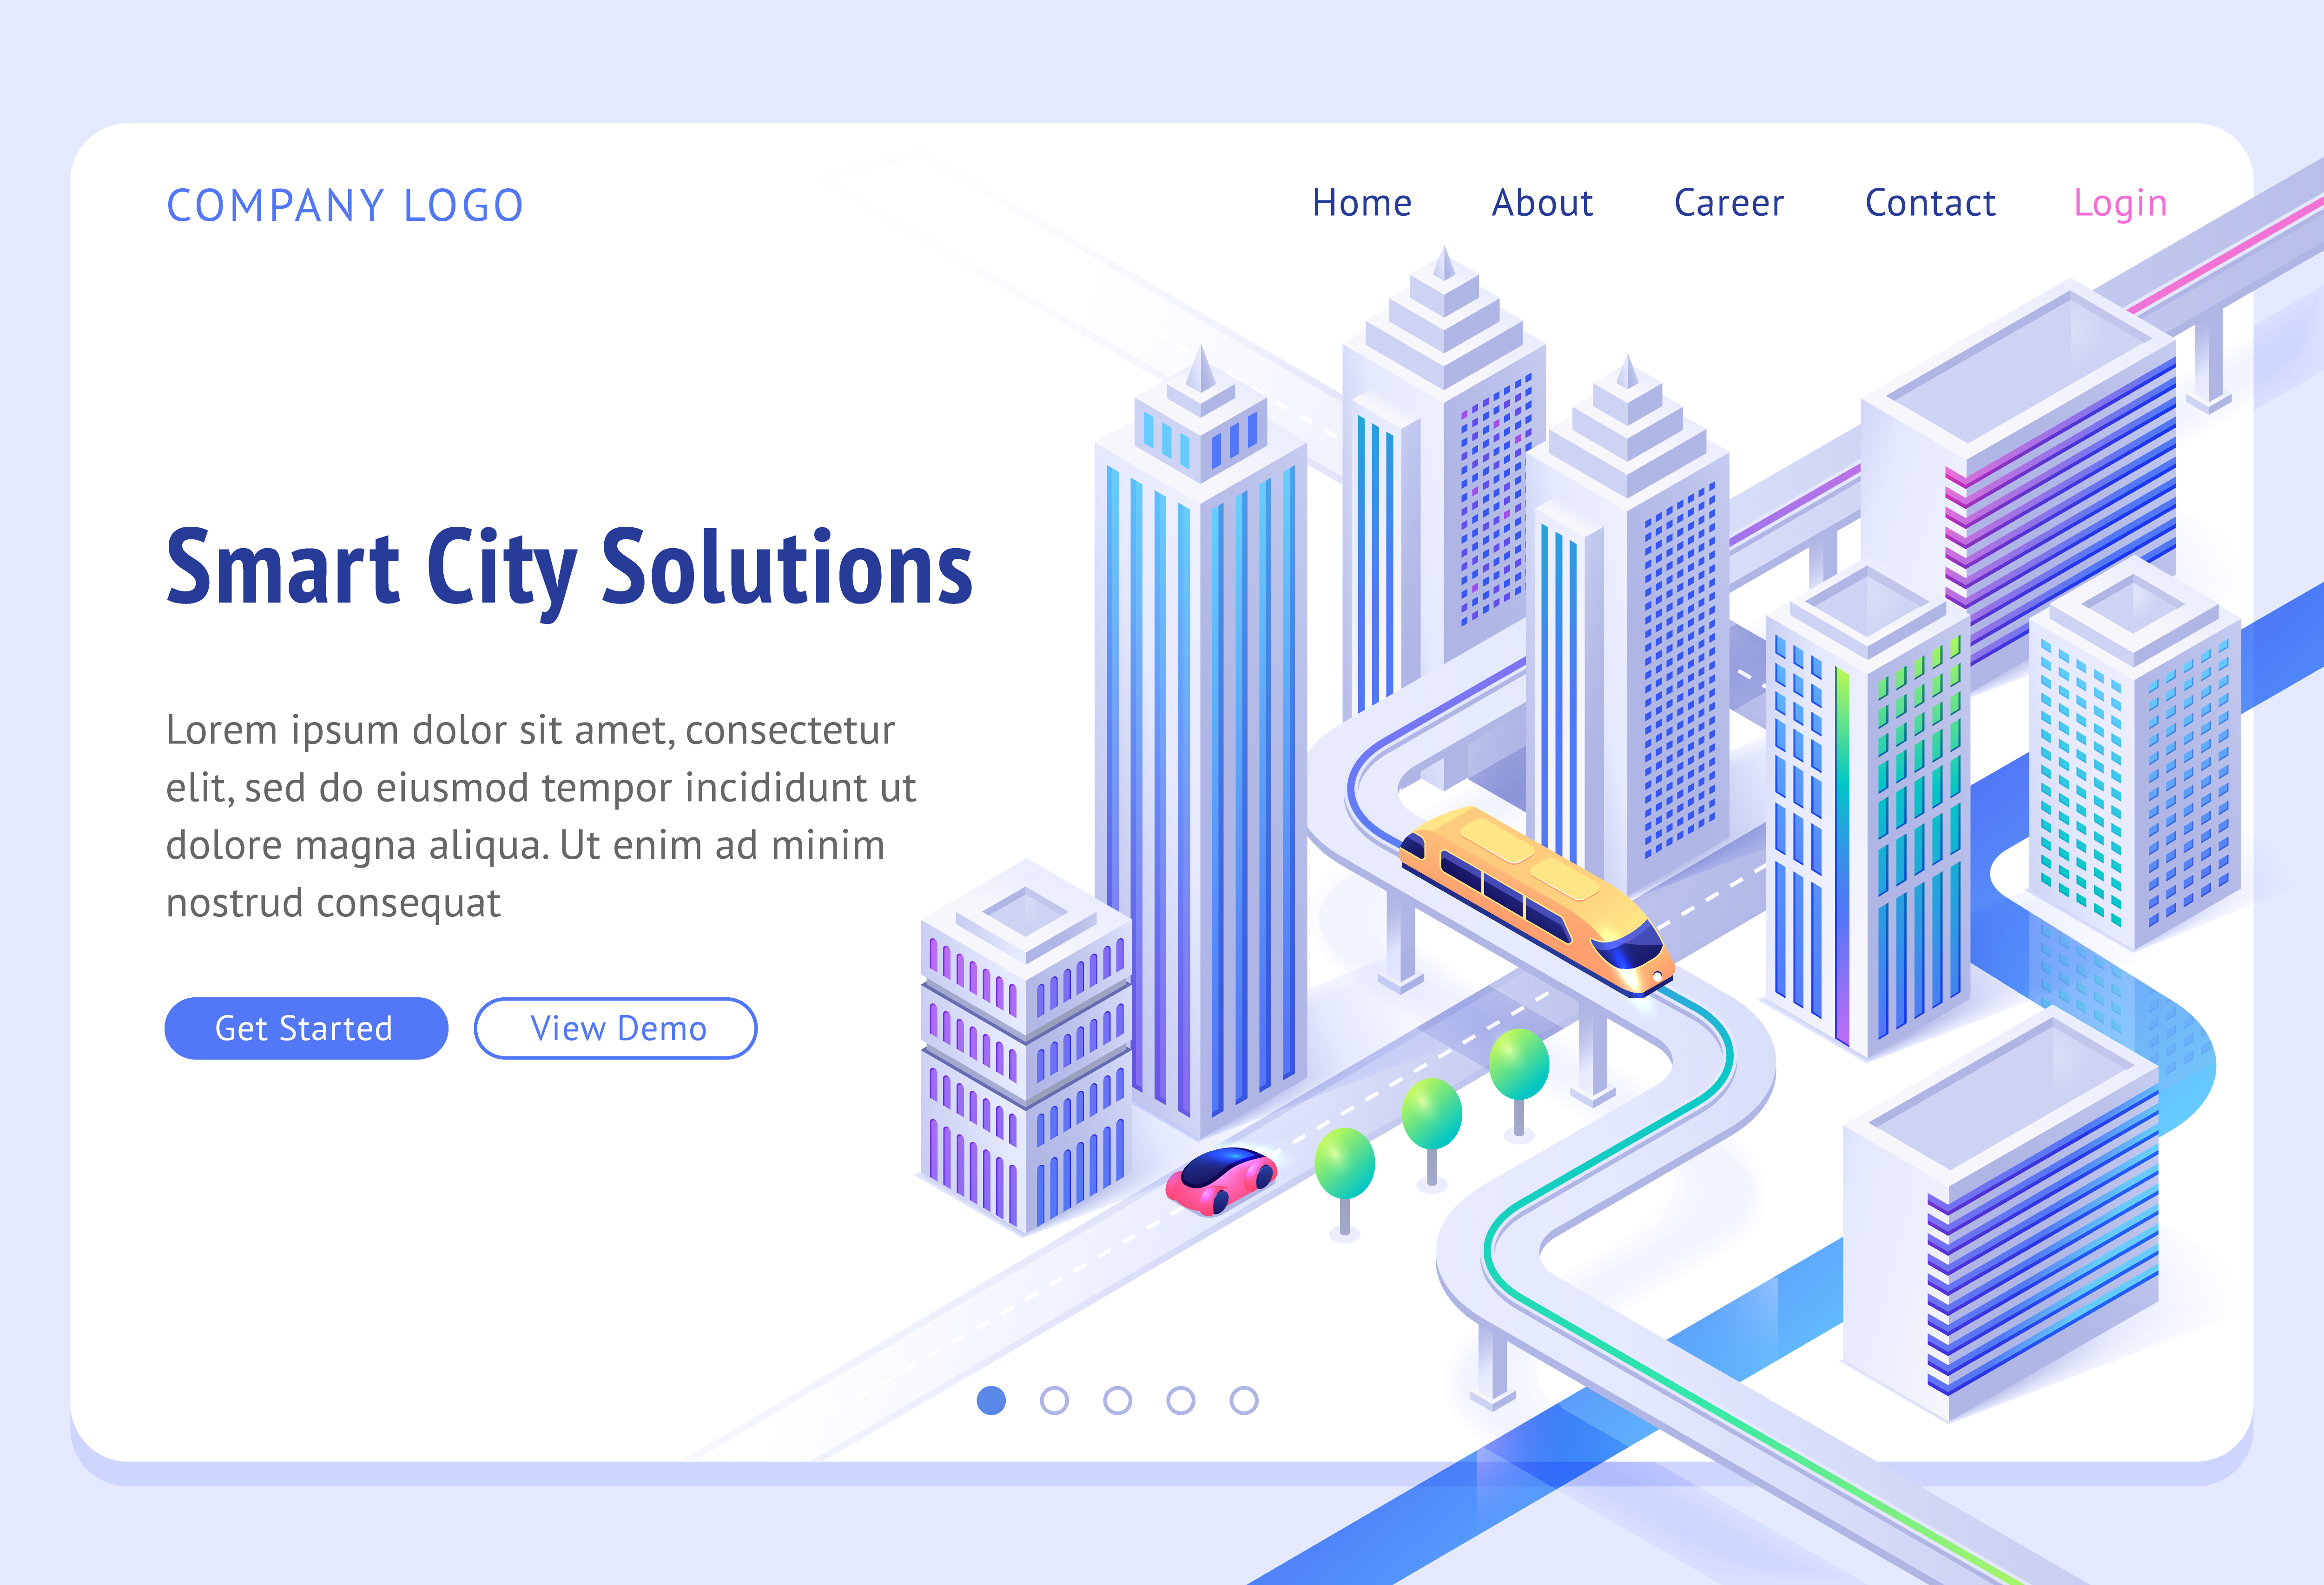 COMPANY LOGO
Home About Career Contact Login
Smart City Solutions
Lorem ipsum dolor sit amet, consectetur
elit, sed do eiusmod tempor incididunt ut
dolore magna aliqua. Ut enim ad minim
nostrud consequat
Get Started View Demo